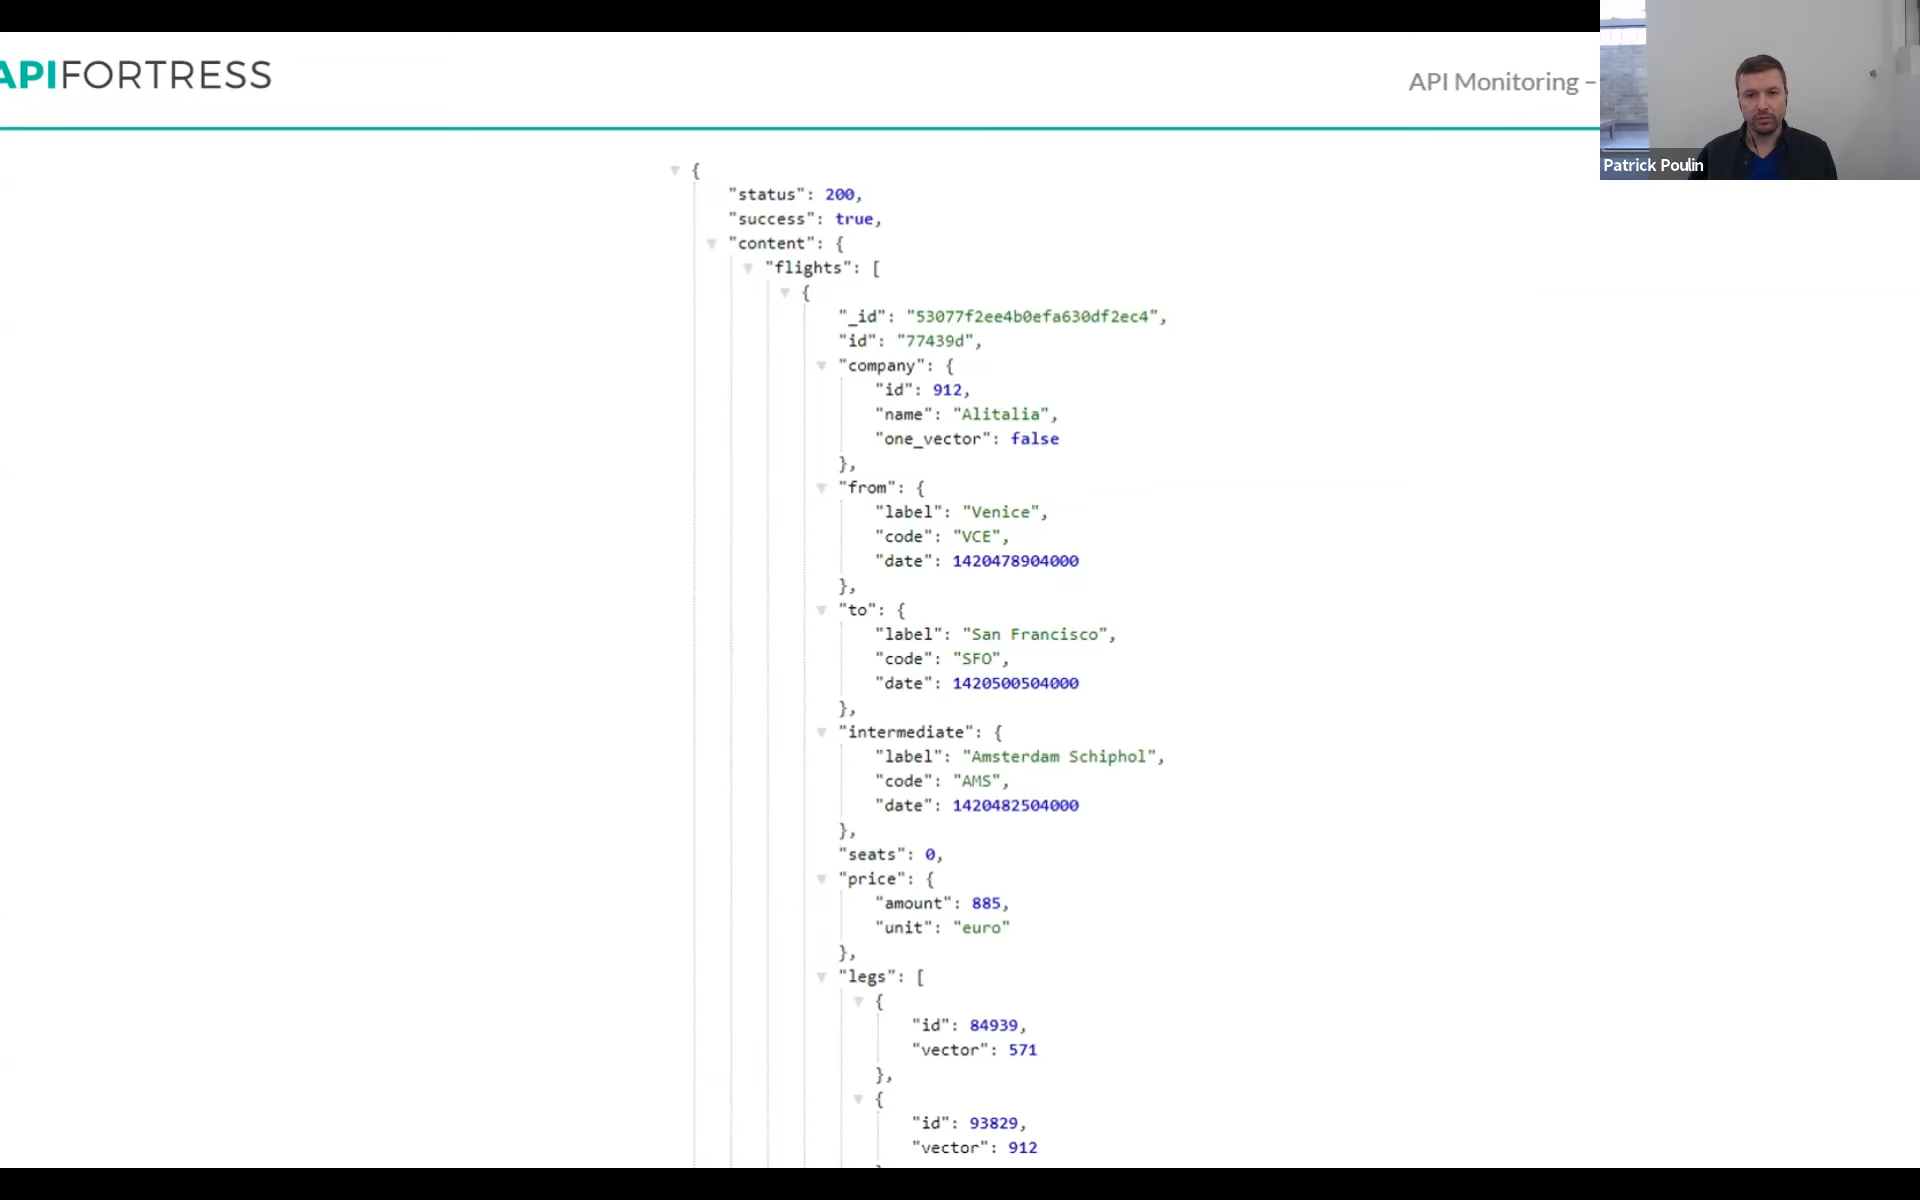 APIFORTRESS
API Monitoring –
Patrick Poulin
{
"status": 200,
"success": true,
"content": {
"flights": [
{
"_id": "53077f2ee4b0efa630df2ec4",
"id": "77439d",
"company": {
"id": 912,
"name": "Alitalia",
"one_vector": false
},
"from": {
"label": "Venice",
"code": "VCE",
"date": 1420478904000
},
"to": {
"label": "San Francisco",
"code": "SFO",
"date": 1420500504000
},
"intermediate": {
"label": "Amsterdam Schiphol",
"code": "AMS",
"date": 1420482504000
},
"seats": 0,
"price": {
"amount": 885,
"unit": "euro"
},
"legs": [
{
"id": 84939,
"vector": 571
},
{
"id": 93829,
"vector": 912